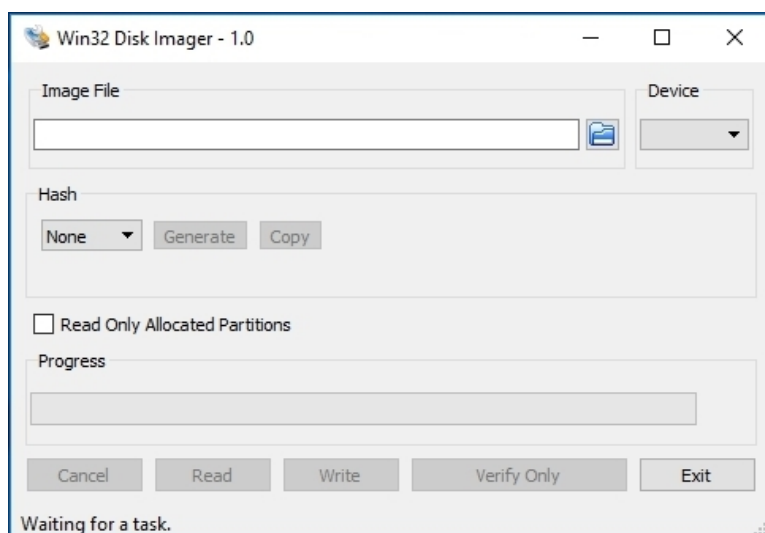 Win32 Disk Imager - 1.0
Image File
Device
Hash
None Generate Copy
Read Only Allocated Partitions
Progress
Cancel Read Write Verify Only Exit
Waiting for a task.